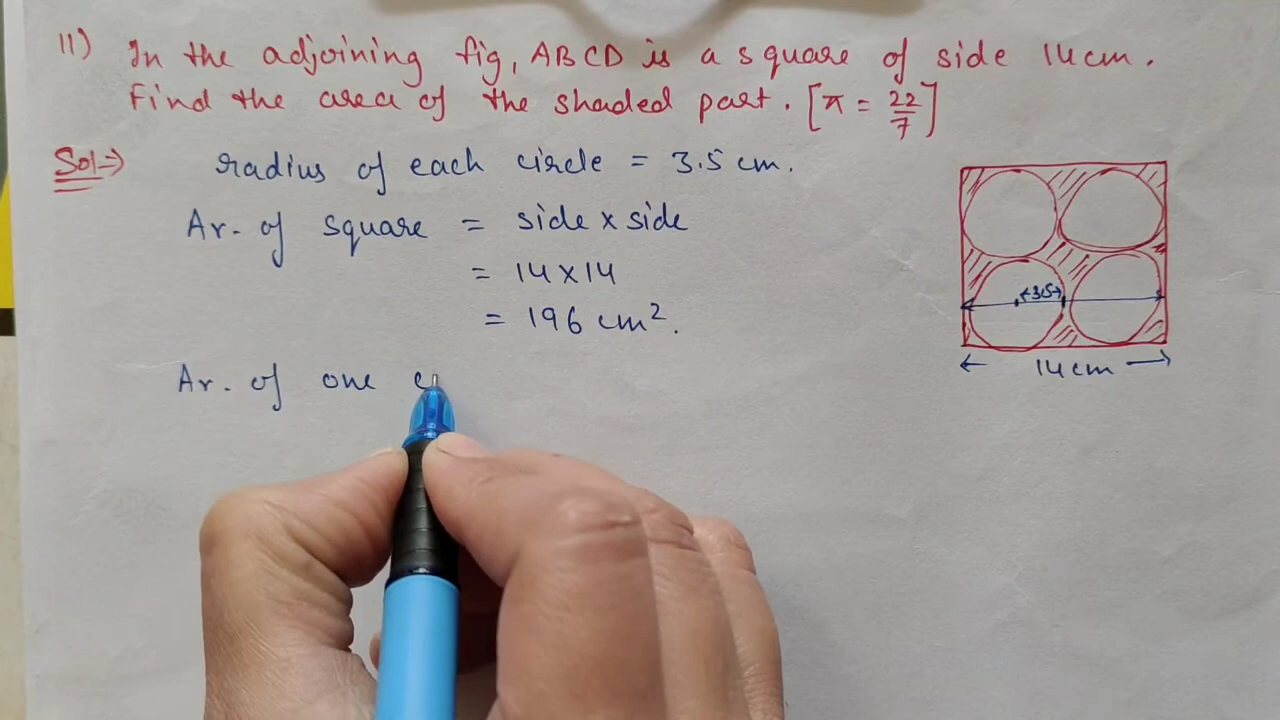 11) In the adjoining fig, ABCD is a square of side 14cm.
Find the area of the shaded part. [π = 22/7]
Sol⇒
radius of each circle = 3.5 cm.
Ar. of square = side x side
= 14x14
= 196 cm².
Ar. of one c
3.5
14cm